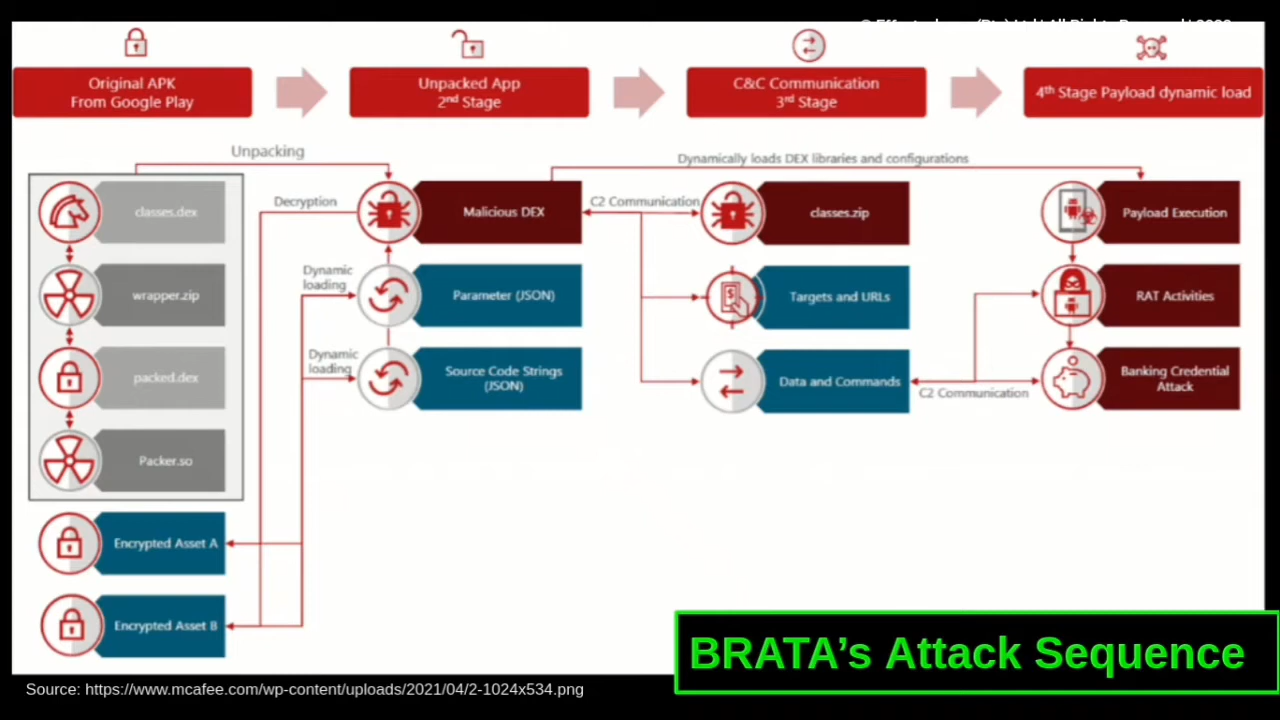 Original APK
From Google Play
Unpacked App
2nd Stage
C&C Communication
3rd Stage
4th Stage Payload dynamic load
Unpacking
Dynamically loads DEX libraries and configurations
classes.dex
Decryption
Malicious DEX
C2 Communication
classes.zip
Payload Execution
wrapper.zip
Dynamic
loading
Parameter (JSON)
Targets and URLs
RAT Activities
packed.dex
Dynamic
loading
Source Code Strings
(JSON)
Data and Commands
C2 Communication
Banking Credential
Attack
Packer.so
Encrypted Asset A
Encrypted Asset B
BRATA’s Attack Sequence
Source: https://www.mcafee.com/wp-content/uploads/2021/04/2-1024x534.png